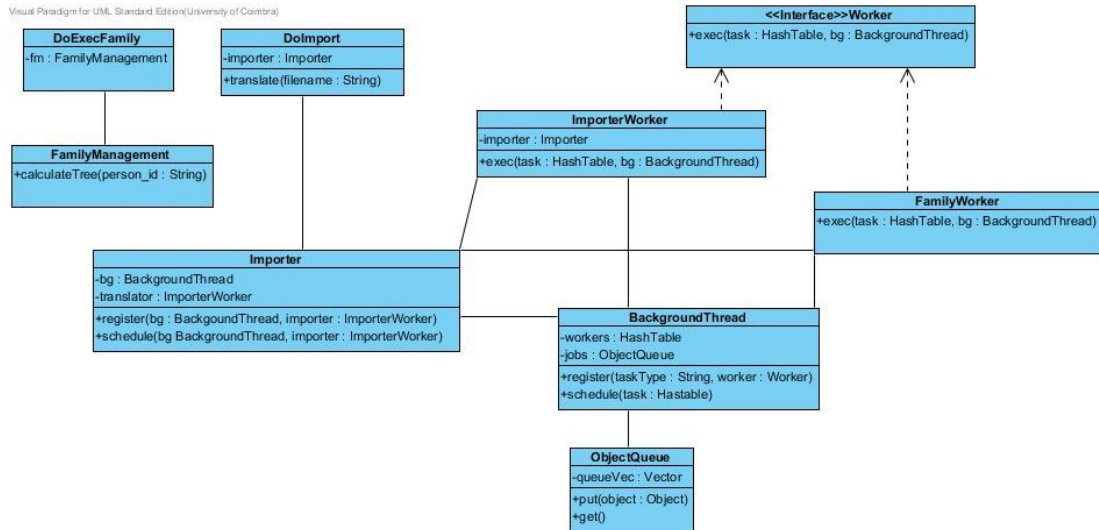 Visual Paradigm for UML Standard Edition(University of Coimbra)
DoExecFamily
-fm : FamilyManagement
DoImport
-importer : Importer
+translate(filename : String)
<<Interface>>Worker
+exec(task : HashTable, bg : BackgroundThread)
FamilyManagement
+calculateTree(person_id : String)
ImporterWorker
-importer : Importer
+exec(task : HashTable, bg : BackgroundThread)
FamilyWorker
+exec(task : HashTable, bg : BackgroundThread)
Importer
-bg : BackgroundThread
-translator : ImporterWorker
+register(bg : BackgoundThread, importer : ImporterWorker)
+schedule(bg BackgroundThread, importer : ImporterWorker)
BackgroundThread
-workers : HashTable
-jobs : ObjectQueue
+register(taskType : String, worker : Worker)
+schedule(task : Hastable)
ObjectQueue
-queueVec : Vector
+put(object : Object)
+get()